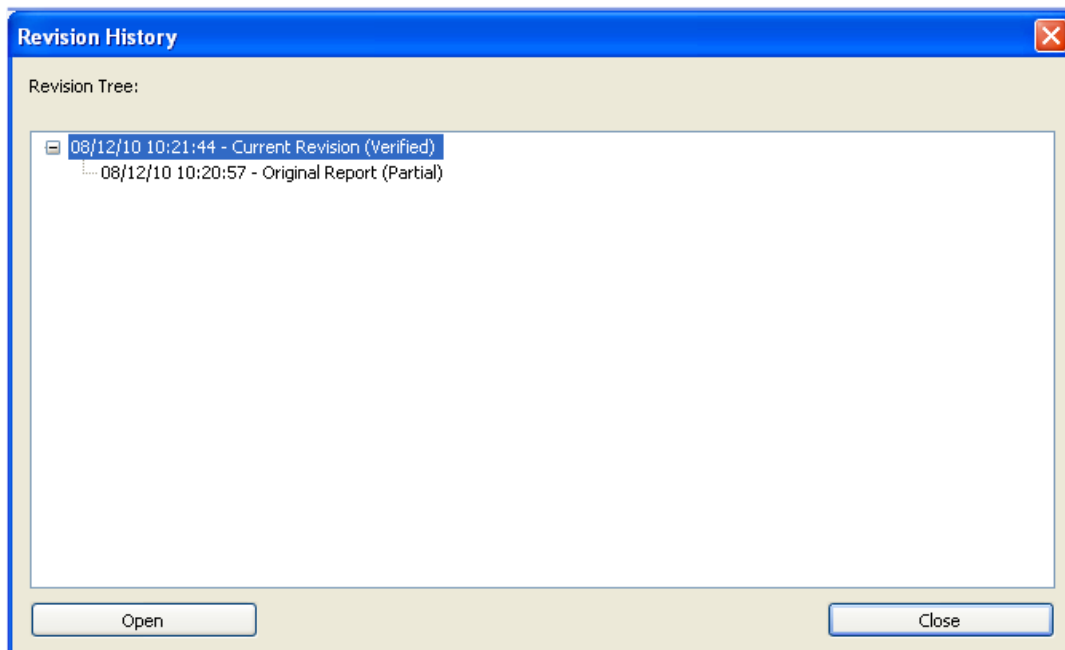 Revision History
Revision Tree:
08/12/10 10:21:44 - Current Revision (Verified)
08/12/10 10:20:57 - Original Report (Partial)
Open
Close